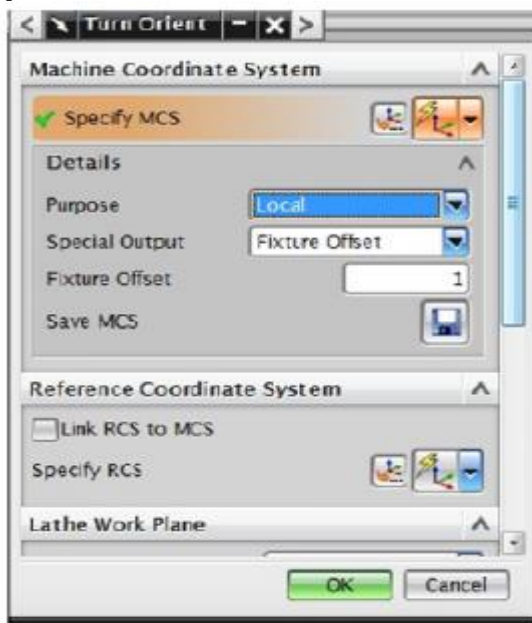 Turn Orient
Machine Coordinate System
Specify MCS
Details
Purpose Local
Special Output Fixture Offset
Fixture Offset 1
Save MCS
Reference Coordinate System
Link RCS to MCS
Specify RCS
Lathe Work Plane
OK Cancel